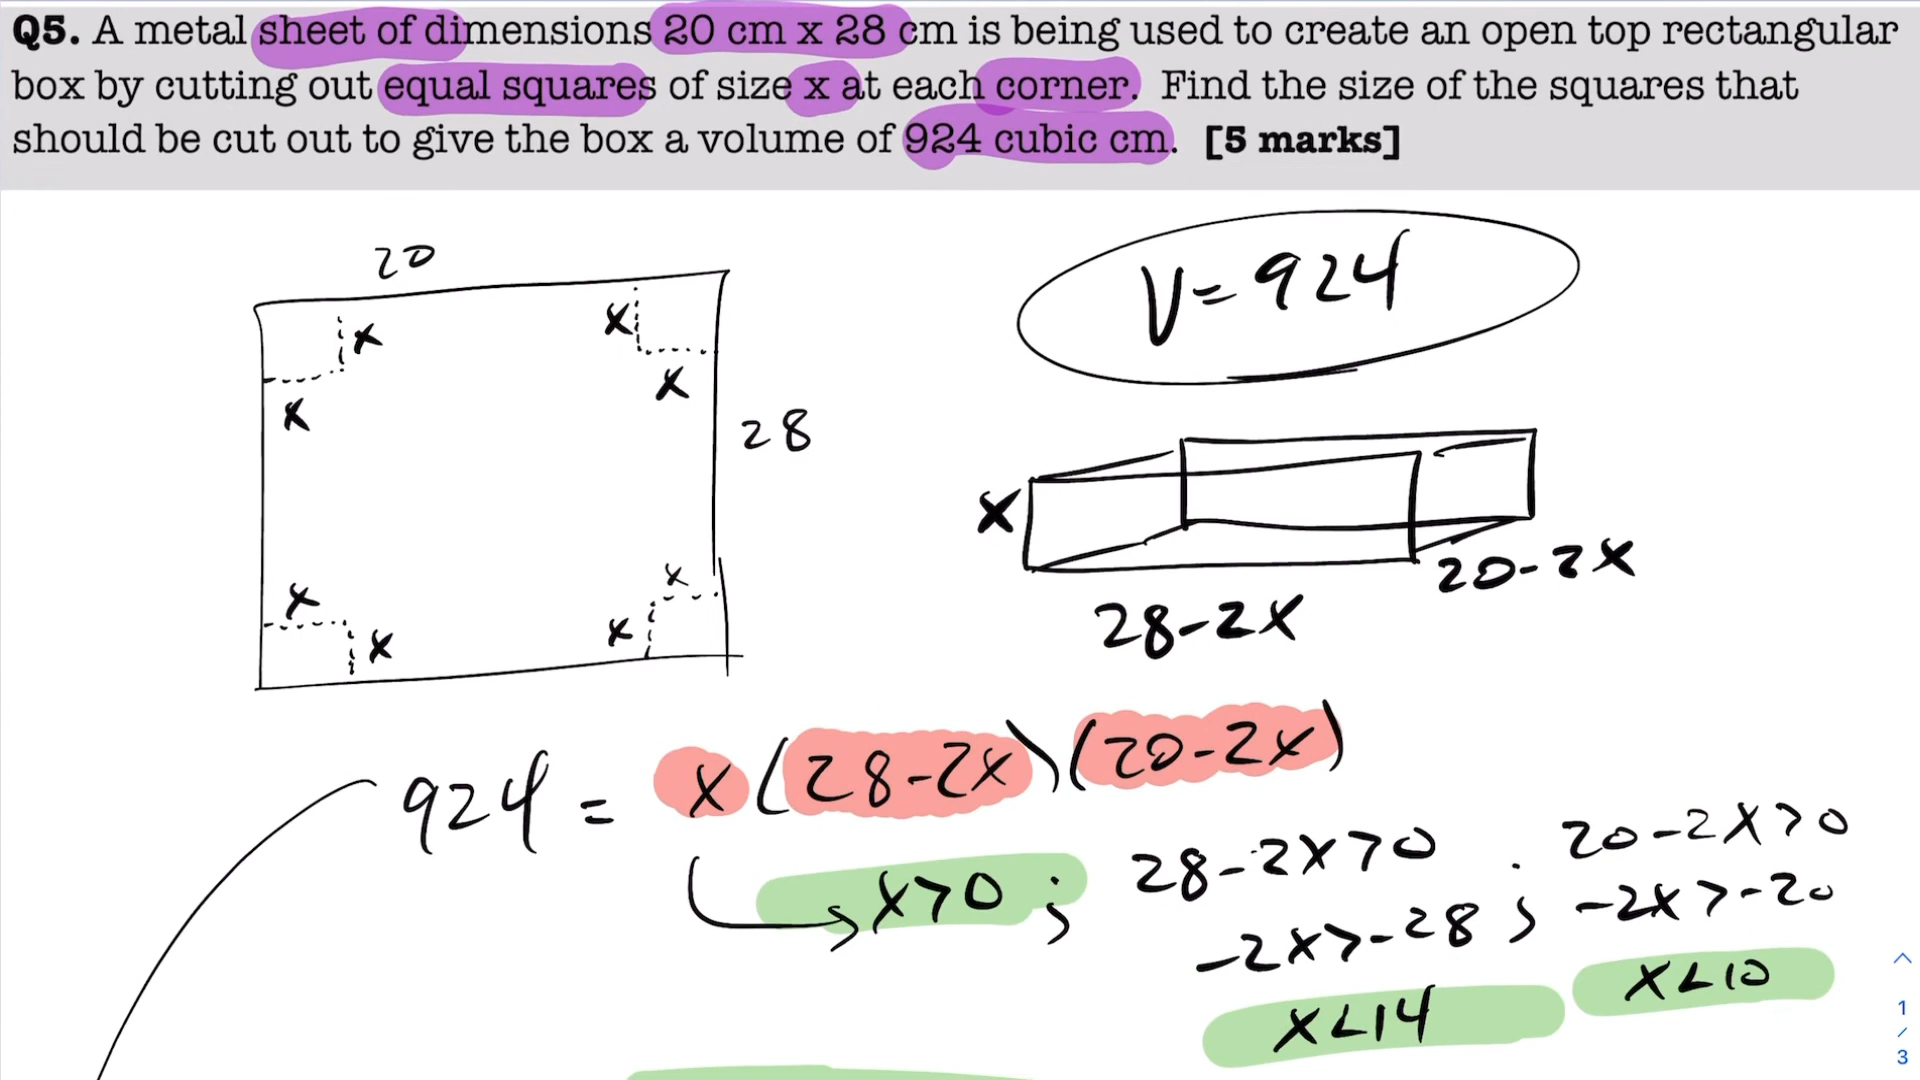 Q5. A metal sheet of dimensions 20 cm x 28 cm is being used to create an open top rectangular
box by cutting out equal squares of size x at each corner. Find the size of the squares that
should be cut out to give the box a volume of 924 cubic cm. [5 marks]
20
x
x
x
x
28
x
x
x
x
V=924
x
20-2x
28-2x
924 = x(28-2x)(20-2x)
x>0 ; 28-2x>0 ; 20-2x>0
-2x>-28 ; -2x>-20
x<14
x<10
1
/
3